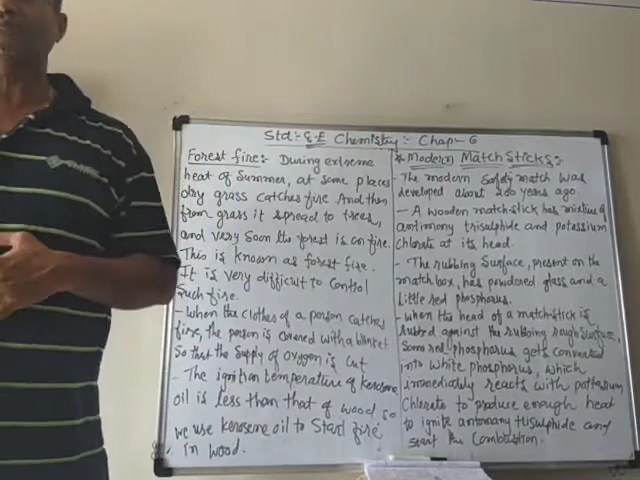 Std:- 8.E Chemistry :- Chap- 6
Forest fire:- During extreme
heat of Summer, at some places
dry grass catches fire And then
from grass it spread to trees,
and very Soon the forest is on fire.
This is known as forest fire.
It is very difficult to control
Such fire.
- When the clothes of a person catches
fire, the person is covered with a blanket
So that the supply of oxygen is cut
- The ignition temperature of kerosene
oil is less than that of wood so
we use kerosene oil to Start fire
in wood.
* Modern Match Sticks:-
The modern Safety match was
developed about 200 years ago.
- A wooden match-stick has mixture of
antimony trisulphide and potassium
Chlorate at its head.
- The rubbing Surface, present on the
match box, has powdered glass and a
little red phosphorus.
- when the head of a match-stick is
rubbed against the rubbing rough surface,
Some red phosphorus gets converted
into white phosphorus, which
immediately reacts with potassium
Chlorate to produce enough heat
to ignite antomany trisulphide and
start the Combustion.